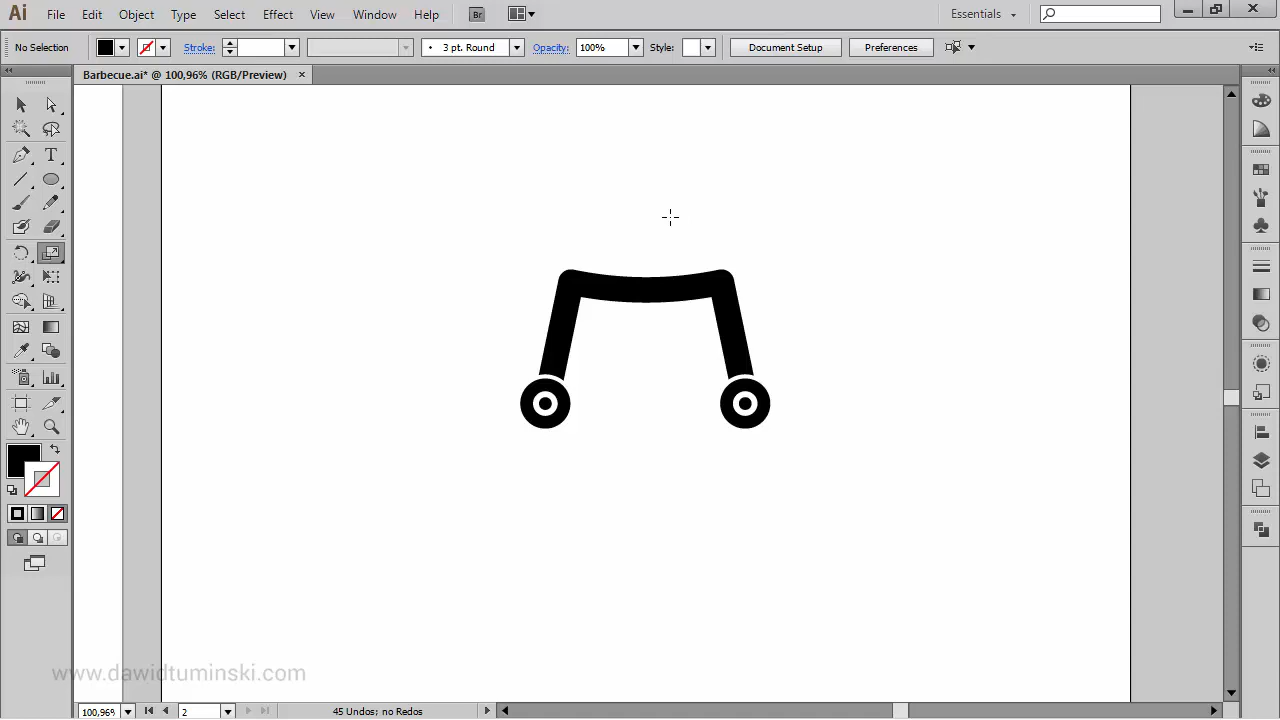 Ai File Edit Object Type Select Effect View Window Help Br Essentials
No Selection Stroke: 3 pt. Round Opacity: 100% Style: Document Setup Preferences
Barbecue.ai* @ 100,96% (RGB/Preview)
T
www.dawidtuminski.com
100,96% 2 45 Undos; no Redos